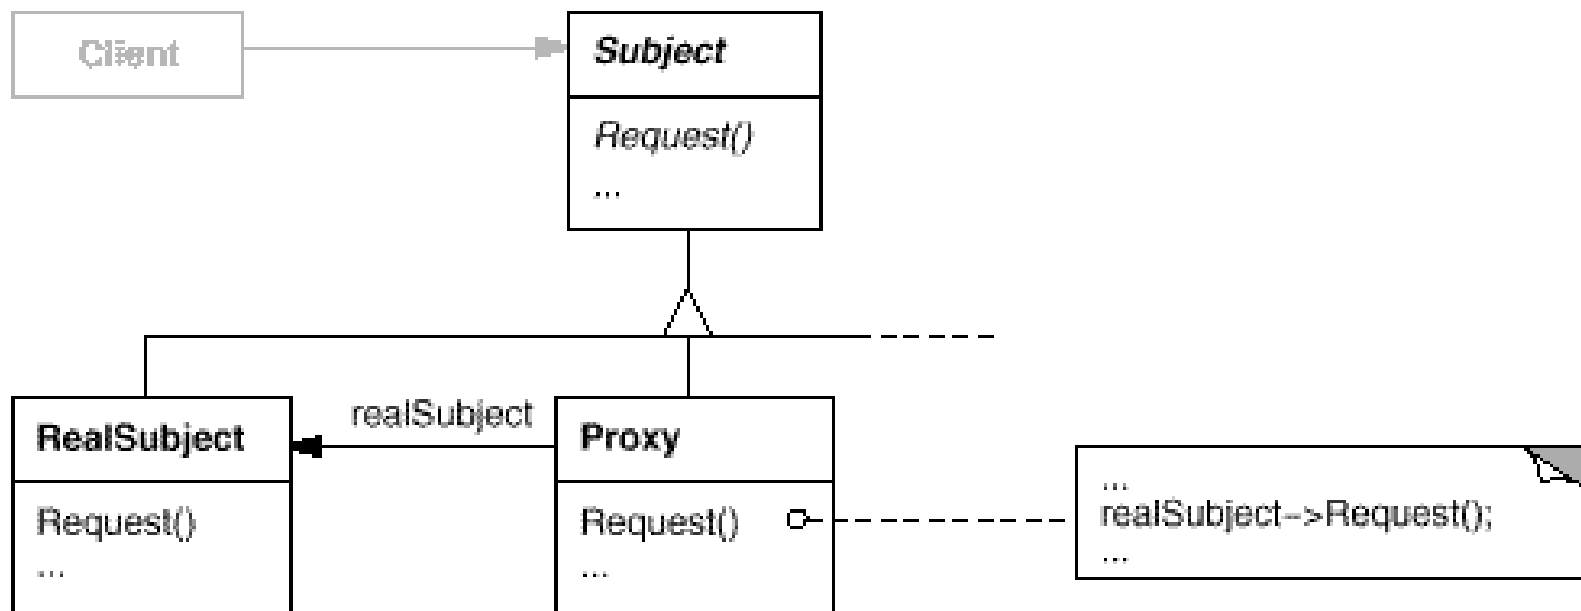 Client
Subject
Request()
...
realSubject
RealSubject
Request()
...
Proxy
Request()
...
...
realSubject->Request();
...